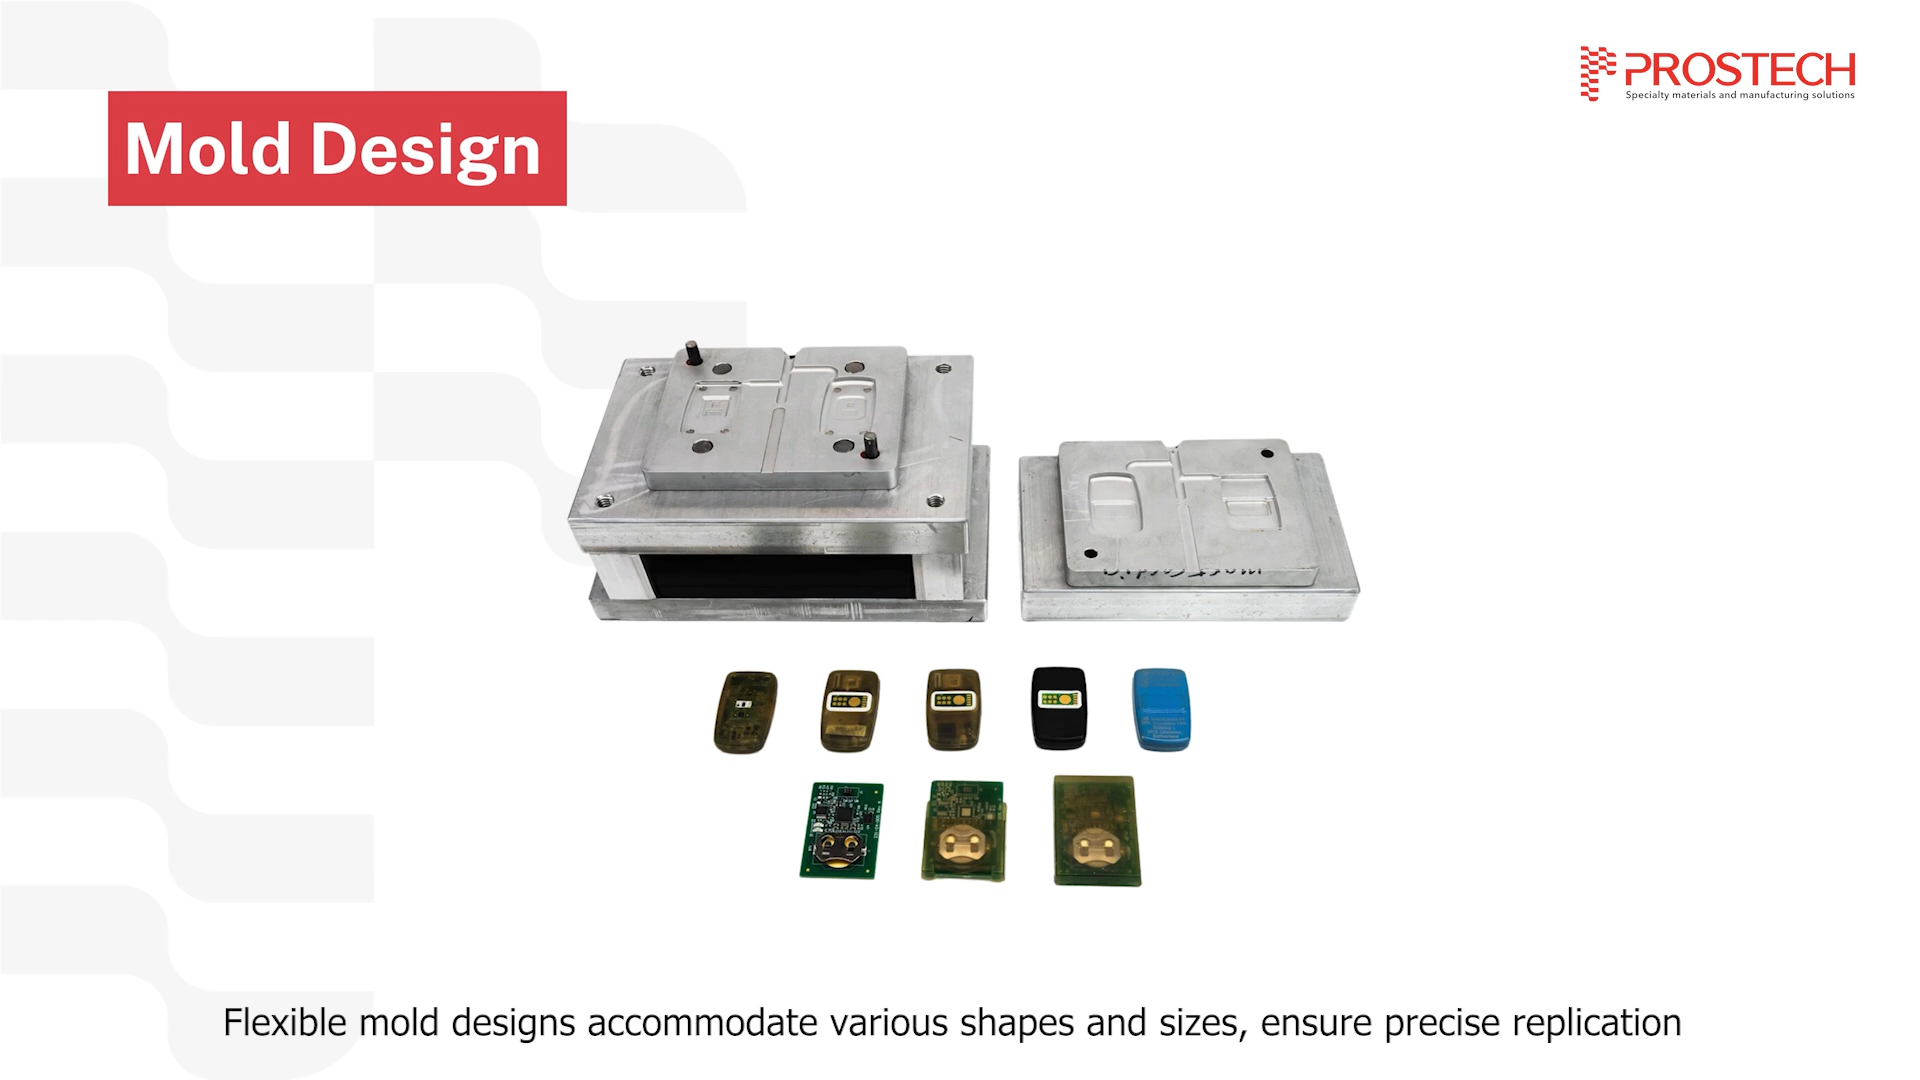 PROSTECH
Specialty materials and manufacturing solutions
Mold Design
Flexible mold designs accommodate various shapes and sizes, ensure precise replication